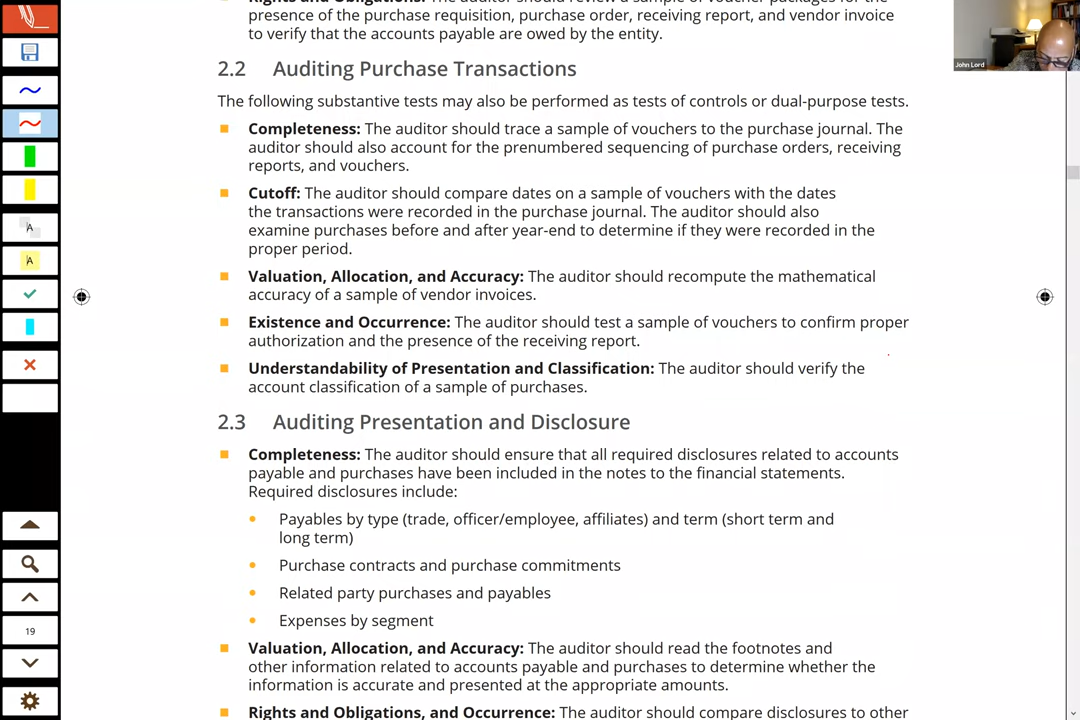 Rights and Obligations: The auditor should review a sample of voucher packages for the
presence of the purchase requisition, purchase order, receiving report, and vendor invoice
to verify that the accounts payable are owed by the entity.
John Lord
2.2 Auditing Purchase Transactions
The following substantive tests may also be performed as tests of controls or dual-purpose tests.
Completeness: The auditor should trace a sample of vouchers to the purchase journal. The
auditor should also account for the prenumbered sequencing of purchase orders, receiving
reports, and vouchers.
Cutoff: The auditor should compare dates on a sample of vouchers with the dates
the transactions were recorded in the purchase journal. The auditor should also
examine purchases before and after year-end to determine if they were recorded in the
proper period.
Valuation, Allocation, and Accuracy: The auditor should recompute the mathematical
accuracy of a sample of vendor invoices.
Existence and Occurrence: The auditor should test a sample of vouchers to confirm proper
authorization and the presence of the receiving report.
Understandability of Presentation and Classification: The auditor should verify the
account classification of a sample of purchases.
2.3 Auditing Presentation and Disclosure
Completeness: The auditor should ensure that all required disclosures related to accounts
payable and purchases have been included in the notes to the financial statements.
Required disclosures include:
Payables by type (trade, officer/employee, affiliates) and term (short term and
long term)
Purchase contracts and purchase commitments
Related party purchases and payables
Expenses by segment
Valuation, Allocation, and Accuracy: The auditor should read the footnotes and
other information related to accounts payable and purchases to determine whether the
information is accurate and presented at the appropriate amounts.
Rights and Obligations, and Occurrence: The auditor should compare disclosures to other
A
A
19